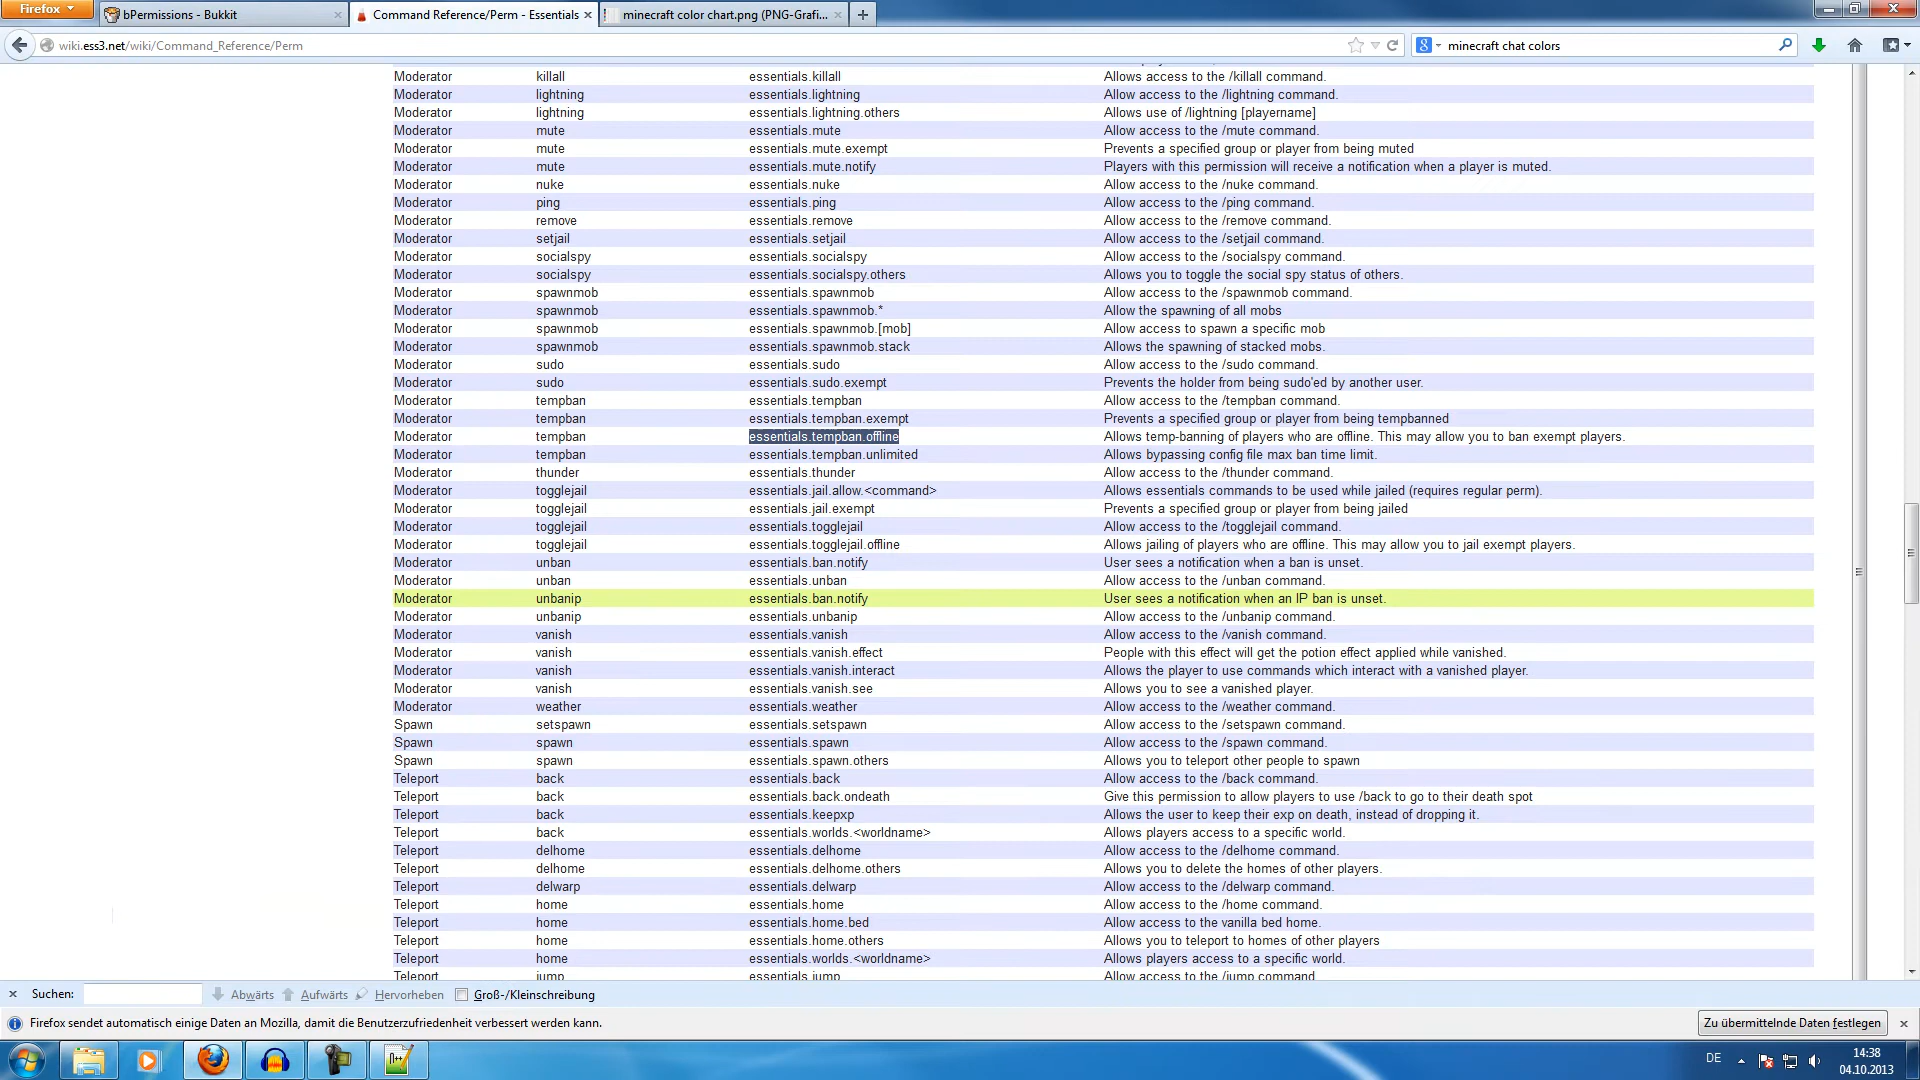 Firefox
bPermissions - Bukkit
Command Reference/Perm - Essentials
minecraft color chart.png (PNG-Grafi...
wiki.ess3.net/wiki/Command_Reference/Perm
minecraft chat colors
Moderator killall essentials.killall Allows access to the /killall command.
Moderator lightning essentials.lightning Allow access to the /lightning command.
Moderator lightning essentials.lightning.others Allows use of /lightning [playername]
Moderator mute essentials.mute Allow access to the /mute command.
Moderator mute essentials.mute.exempt Prevents a specified group or player from being muted
Moderator mute essentials.mute.notify Players with this permission will receive a notification when a player is muted.
Moderator nuke essentials.nuke Allow access to the /nuke command.
Moderator ping essentials.ping Allow access to the /ping command.
Moderator remove essentials.remove Allow access to the /remove command.
Moderator setjail essentials.setjail Allow access to the /setjail command.
Moderator socialspy essentials.socialspy Allow access to the /socialspy command.
Moderator socialspy essentials.socialspy.others Allows you to toggle the social spy status of others.
Moderator spawnmob essentials.spawnmob Allow access to the /spawnmob command.
Moderator spawnmob essentials.spawnmob.* Allow the spawning of all mobs
Moderator spawnmob essentials.spawnmob.[mob] Allow access to spawn a specific mob
Moderator spawnmob essentials.spawnmob.stack Allows the spawning of stacked mobs.
Moderator sudo essentials.sudo Allow access to the /sudo command.
Moderator sudo essentials.sudo.exempt Prevents the holder from being sudo'ed by another user.
Moderator tempban essentials.tempban Allow access to the /tempban command.
Moderator tempban essentials.tempban.exempt Prevents a specified group or player from being tempbanned
Moderator tempban essentials.tempban.offline Allows temp-banning of players who are offline. This may allow you to ban exempt players.
Moderator tempban essentials.tempban.unlimited Allows bypassing config file max ban time limit.
Moderator thunder essentials.thunder Allow access to the /thunder command.
Moderator togglejail essentials.jail.allow.<command> Allows essentials commands to be used while jailed (requires regular perm).
Moderator togglejail essentials.jail.exempt Prevents a specified group or player from being jailed
Moderator togglejail essentials.togglejail Allow access to the /togglejail command.
Moderator togglejail essentials.togglejail.offline Allows jailing of players who are offline. This may allow you to jail exempt players.
Moderator unban essentials.ban.notify User sees a notification when a ban is unset.
Moderator unban essentials.unban Allow access to the /unban command.
Moderator unbanip essentials.ban.notify User sees a notification when an IP ban is unset.
Moderator unbanip essentials.unbanip Allow access to the /unbanip command.
Moderator vanish essentials.vanish Allow access to the /vanish command.
Moderator vanish essentials.vanish.effect People with this effect will get the potion effect applied while vanished.
Moderator vanish essentials.vanish.interact Allows the player to use commands which interact with a vanished player.
Moderator vanish essentials.vanish.see Allows you to see a vanished player.
Moderator weather essentials.weather Allow access to the /weather command.
Spawn setspawn essentials.setspawn Allow access to the /setspawn command.
Spawn spawn essentials.spawn Allow access to the /spawn command.
Spawn spawn essentials.spawn.others Allows you to teleport other people to spawn
Teleport back essentials.back Allow access to the /back command.
Teleport back essentials.back.ondeath Give this permission to allow players to use /back to go to their death spot
Teleport back essentials.keepxp Allows the user to keep their exp on death, instead of dropping it.
Teleport back essentials.worlds.<worldname> Allows players access to a specific world.
Teleport delhome essentials.delhome Allow access to the /delhome command.
Teleport delhome essentials.delhome.others Allows you to delete the homes of other players.
Teleport delwarp essentials.delwarp Allow access to the /delwarp command.
Teleport home essentials.home Allow access to the /home command.
Teleport home essentials.home.bed Allow access to the vanilla bed home.
Teleport home essentials.home.others Allows you to teleport to homes of other players
Teleport home essentials.worlds.<worldname> Allows players access to a specific world.
Teleport jump essentials.jump Allow access to the /jump command
Suchen: Abwärts Aufwärts Hervorheben Groß-/Kleinschreibung
Firefox sendet automatisch einige Daten an Mozilla, damit die Benutzerzufriedenheit verbessert werden kann.
Zu übermittelnde Daten festlegen
DE
14:38
04.10.2013